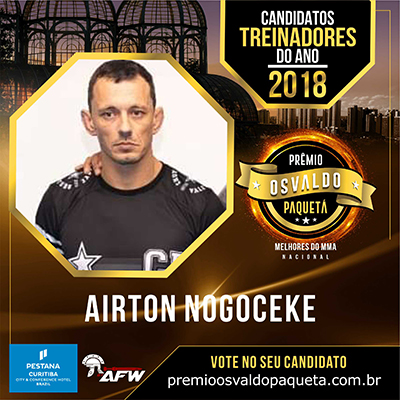 CANDIDATOS
TREINADORES
DO ANO
2018
PRÊMIO
OSVALDO
PAQUETÁ
MELHORES DO MMA
NACIONAL
AIRTON NOGOCEKE
PESTANA
CURITIBA
CITY & CONFERENCE HOTEL
BRAZIL
AFW
VOTE NO SEU CANDIDATO
premioosvaldopaqueta.com.br